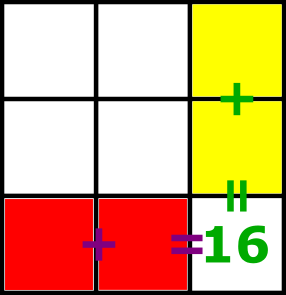 +
=
+ =16